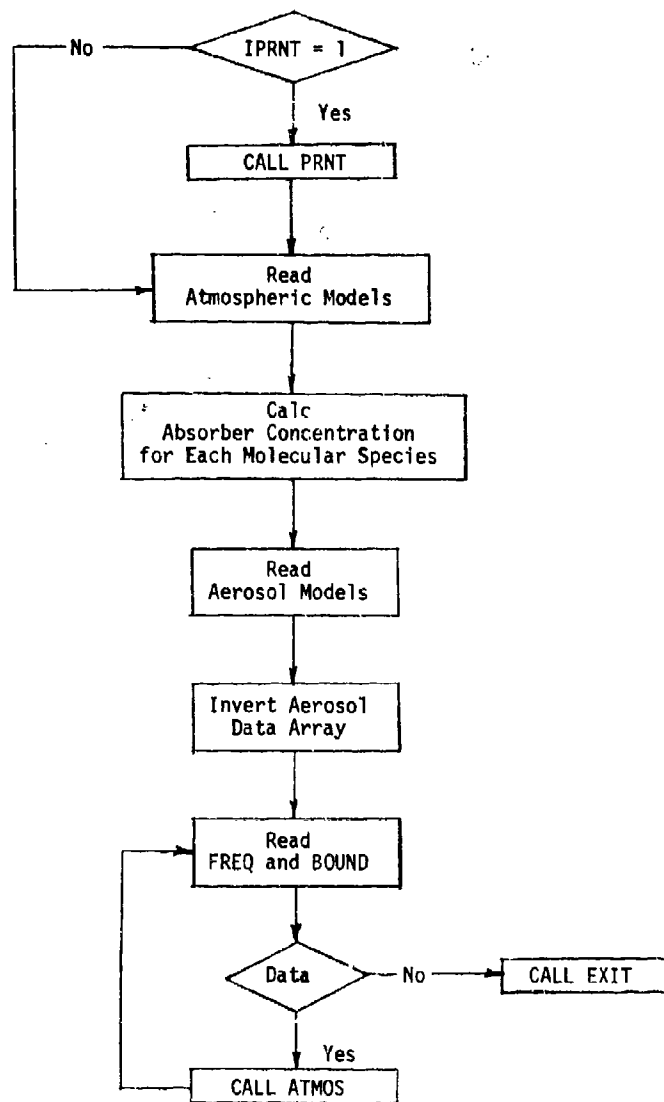 IPRNT = 1
No
Yes
CALL PRNT
Read
Atmospheric Models
Calc
Absorber Concentration
for Each Molecular Species
Read
Aerosol Models
Invert Aerosol
Data Array
Read
FREQ and BOUND
Data
No
CALL EXIT
Yes
CALL ATMOS